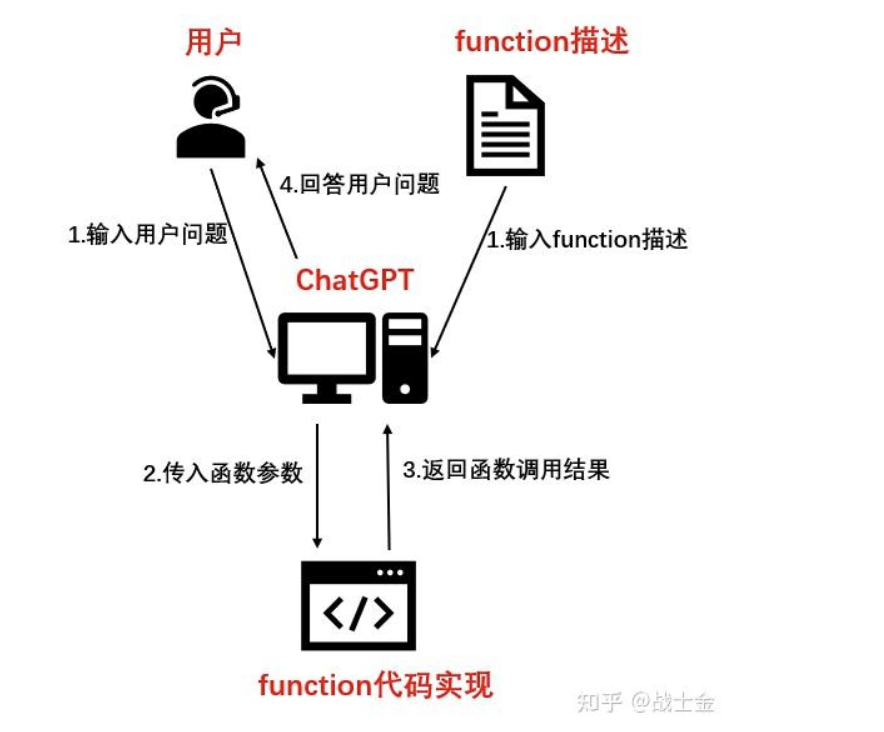 用户
function描述
4.回答用户问题
1.输入用户问题
1.输入function描述
ChatGPT
2.传入函数参数
3.返回函数调用结果
</>
function代码实现
知乎 @战士金